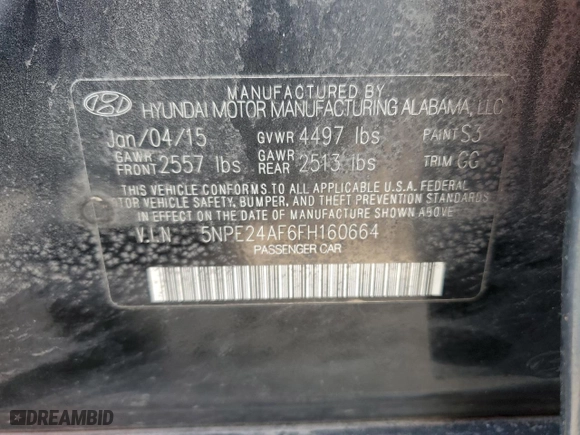 MANUFACTURED BY
HYUNDAI MOTOR MANUFACTURING ALABAMA, LLC
Jan/04/15 GVWR 4497 lbs PAINT S3
GAWR FRONT 2557 lbs GAWR REAR 2513 lbs TRIM GC
THIS VEHICLE CONFORMS TO ALL APPLICABLE U.S.A. FEDERAL
MOTOR VEHICLE SAFETY, BUMPER, AND THEFT PREVENTION STANDARDS
IN EFFECT ON THE DATE OF MANUFACTURE SHOWN ABOVE.
V.I.N 5NPE24AF6FH160664
PASSENGER CAR
DREAMBID